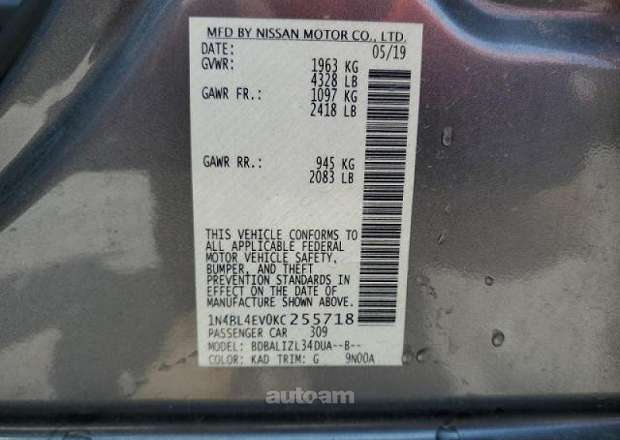 MFD BY NISSAN MOTOR CO., LTD.
DATE: 05/19
GVWR: 1963 KG
4328 LB
GAWR FR.: 1097 KG
2418 LB
GAWR RR.: 945 KG
2083 LB
THIS VEHICLE CONFORMS TO
ALL APPLICABLE FEDERAL
MOTOR VEHICLE SAFETY,
BUMPER, AND THEFT
PREVENTION STANDARDS IN
EFFECT ON THE DATE OF
MANUFACTURE SHOWN ABOVE.
1N4BL4EV0KC255718
PASSENGER CAR 309
MODEL: BDBALIZL34DUA--B--
COLOR: KAD TRIM: G 9N00A
autoam